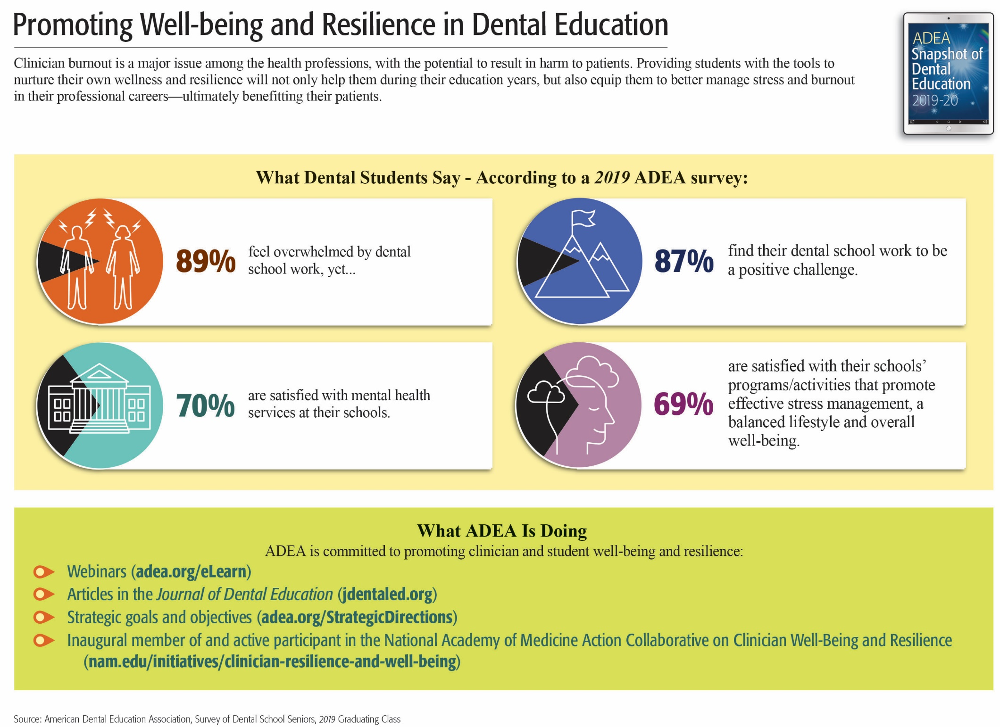 Promoting Well-being and Resilience in Dental Education
Clinician burnout is a major issue among the health professions, with the potential to result in harm to patients. Providing students with the tools to
nurture their own wellness and resilience will not only help them during their education years, but also equip them to better manage stress and burnout
in their professional careers—ultimately benefitting their patients.
ADEA
Snapshot of
Dental
Education
2019-20
What Dental Students Say - According to a 2019 ADEA survey:
89%
feel overwhelmed by dental
school work, yet...
87%
find their dental school work to be
a positive challenge.
70%
are satisfied with mental health
services at their schools.
69%
are satisfied with their schools’
programs/activities that promote
effective stress management, a
balanced lifestyle and overall
well-being.
What ADEA Is Doing
ADEA is committed to promoting clinician and student well-being and resilience:
Webinars (adea.org/eLearn)
Articles in the Journal of Dental Education (jdentaled.org)
Strategic goals and objectives (adea.org/StrategicDirections)
Inaugural member of and active participant in the National Academy of Medicine Action Collaborative on Clinician Well-Being and Resilience
(nam.edu/initiatives/clinician-resilience-and-well-being)
Source: American Dental Education Association, Survey of Dental School Seniors, 2019 Graduating Class